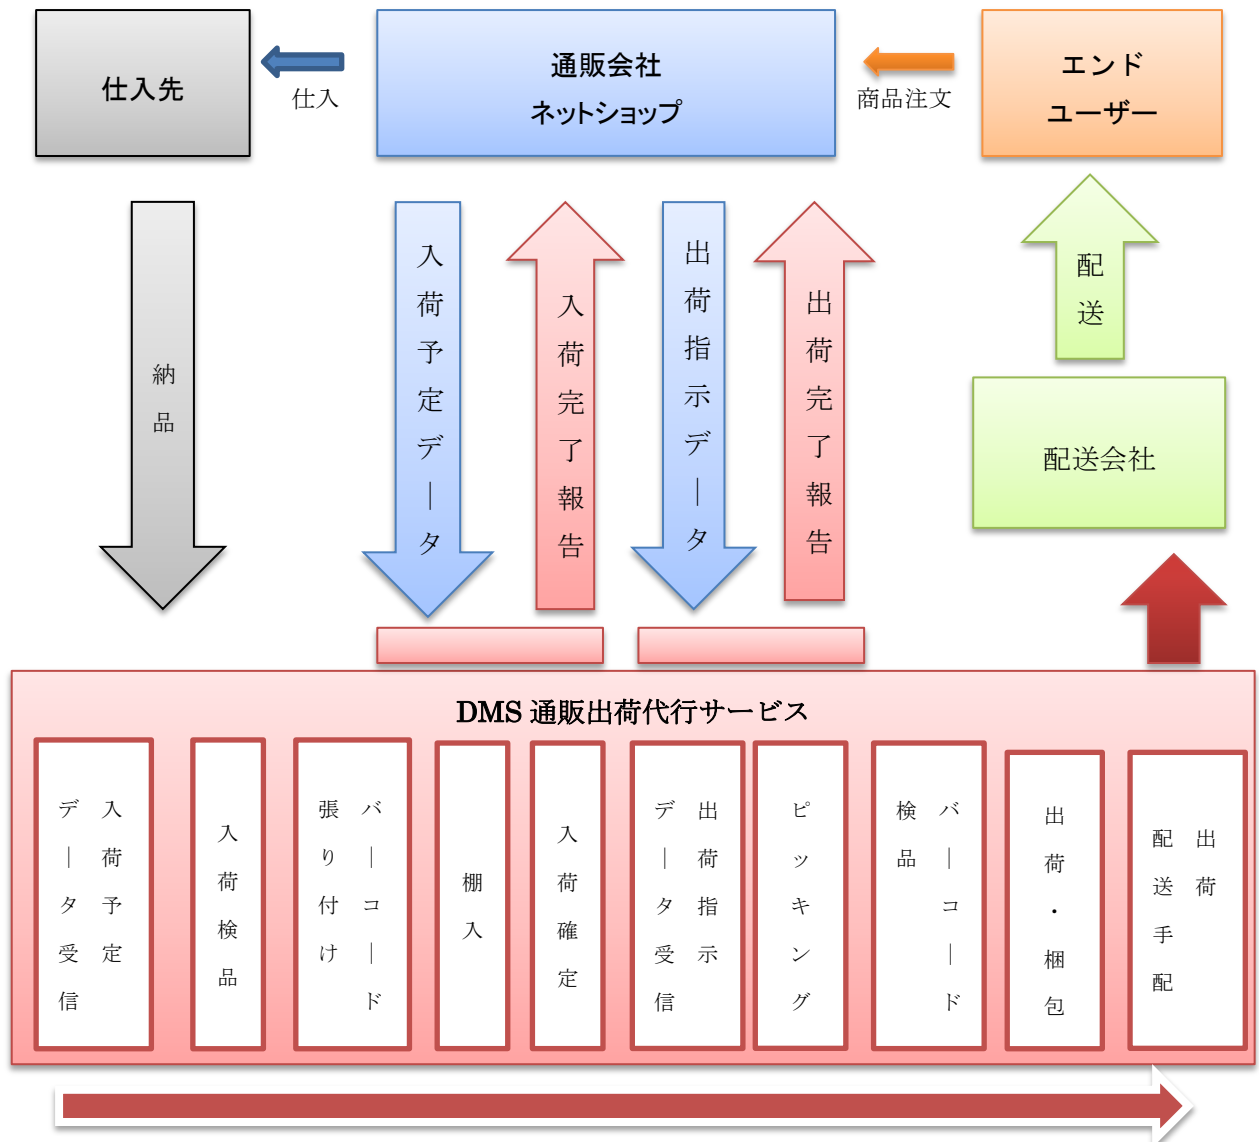 仕入先
仕入
通販会社
ネットショップ
商品注文
エンド
ユーザー
納品
入荷予定データ
入荷完了報告
出荷指示データ
出荷完了報告
配送
配送会社
DMS 通販出荷代行サービス
入荷予定
データ受信
入荷検品
バーコード
張り付け
棚入
入荷確定
出荷指示
データ受信
ピッキング
バーコード
検品
出荷・梱包
出荷
配送手配